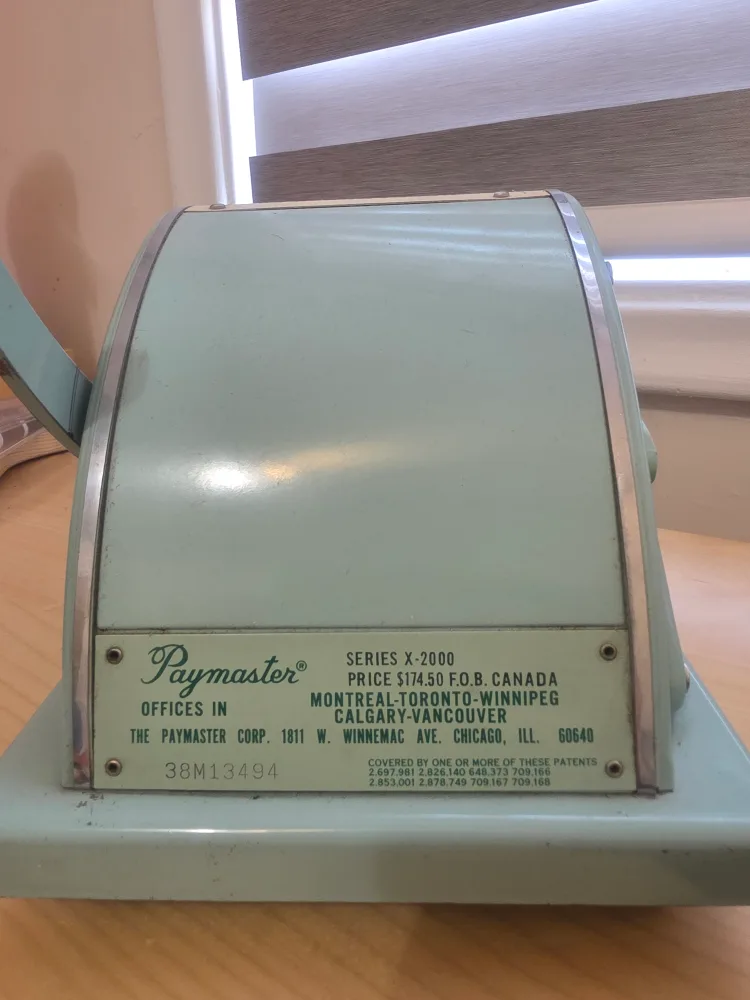 Paymaster®
SERIES X-2000
PRICE $174.50 F.O.B. CANADA
OFFICES IN
MONTREAL-TORONTO-WINNIPEG
CALGARY-VANCOUVER
THE PAYMASTER CORP. 1811 W. WINNEMAC AVE. CHICAGO, ILL. 60640
38M13494
COVERED BY ONE OR MORE OF THESE PATENTS
2.697.981 2.826.140 646.373 709.166
2.853.001 2.878.749 709.167 709.168